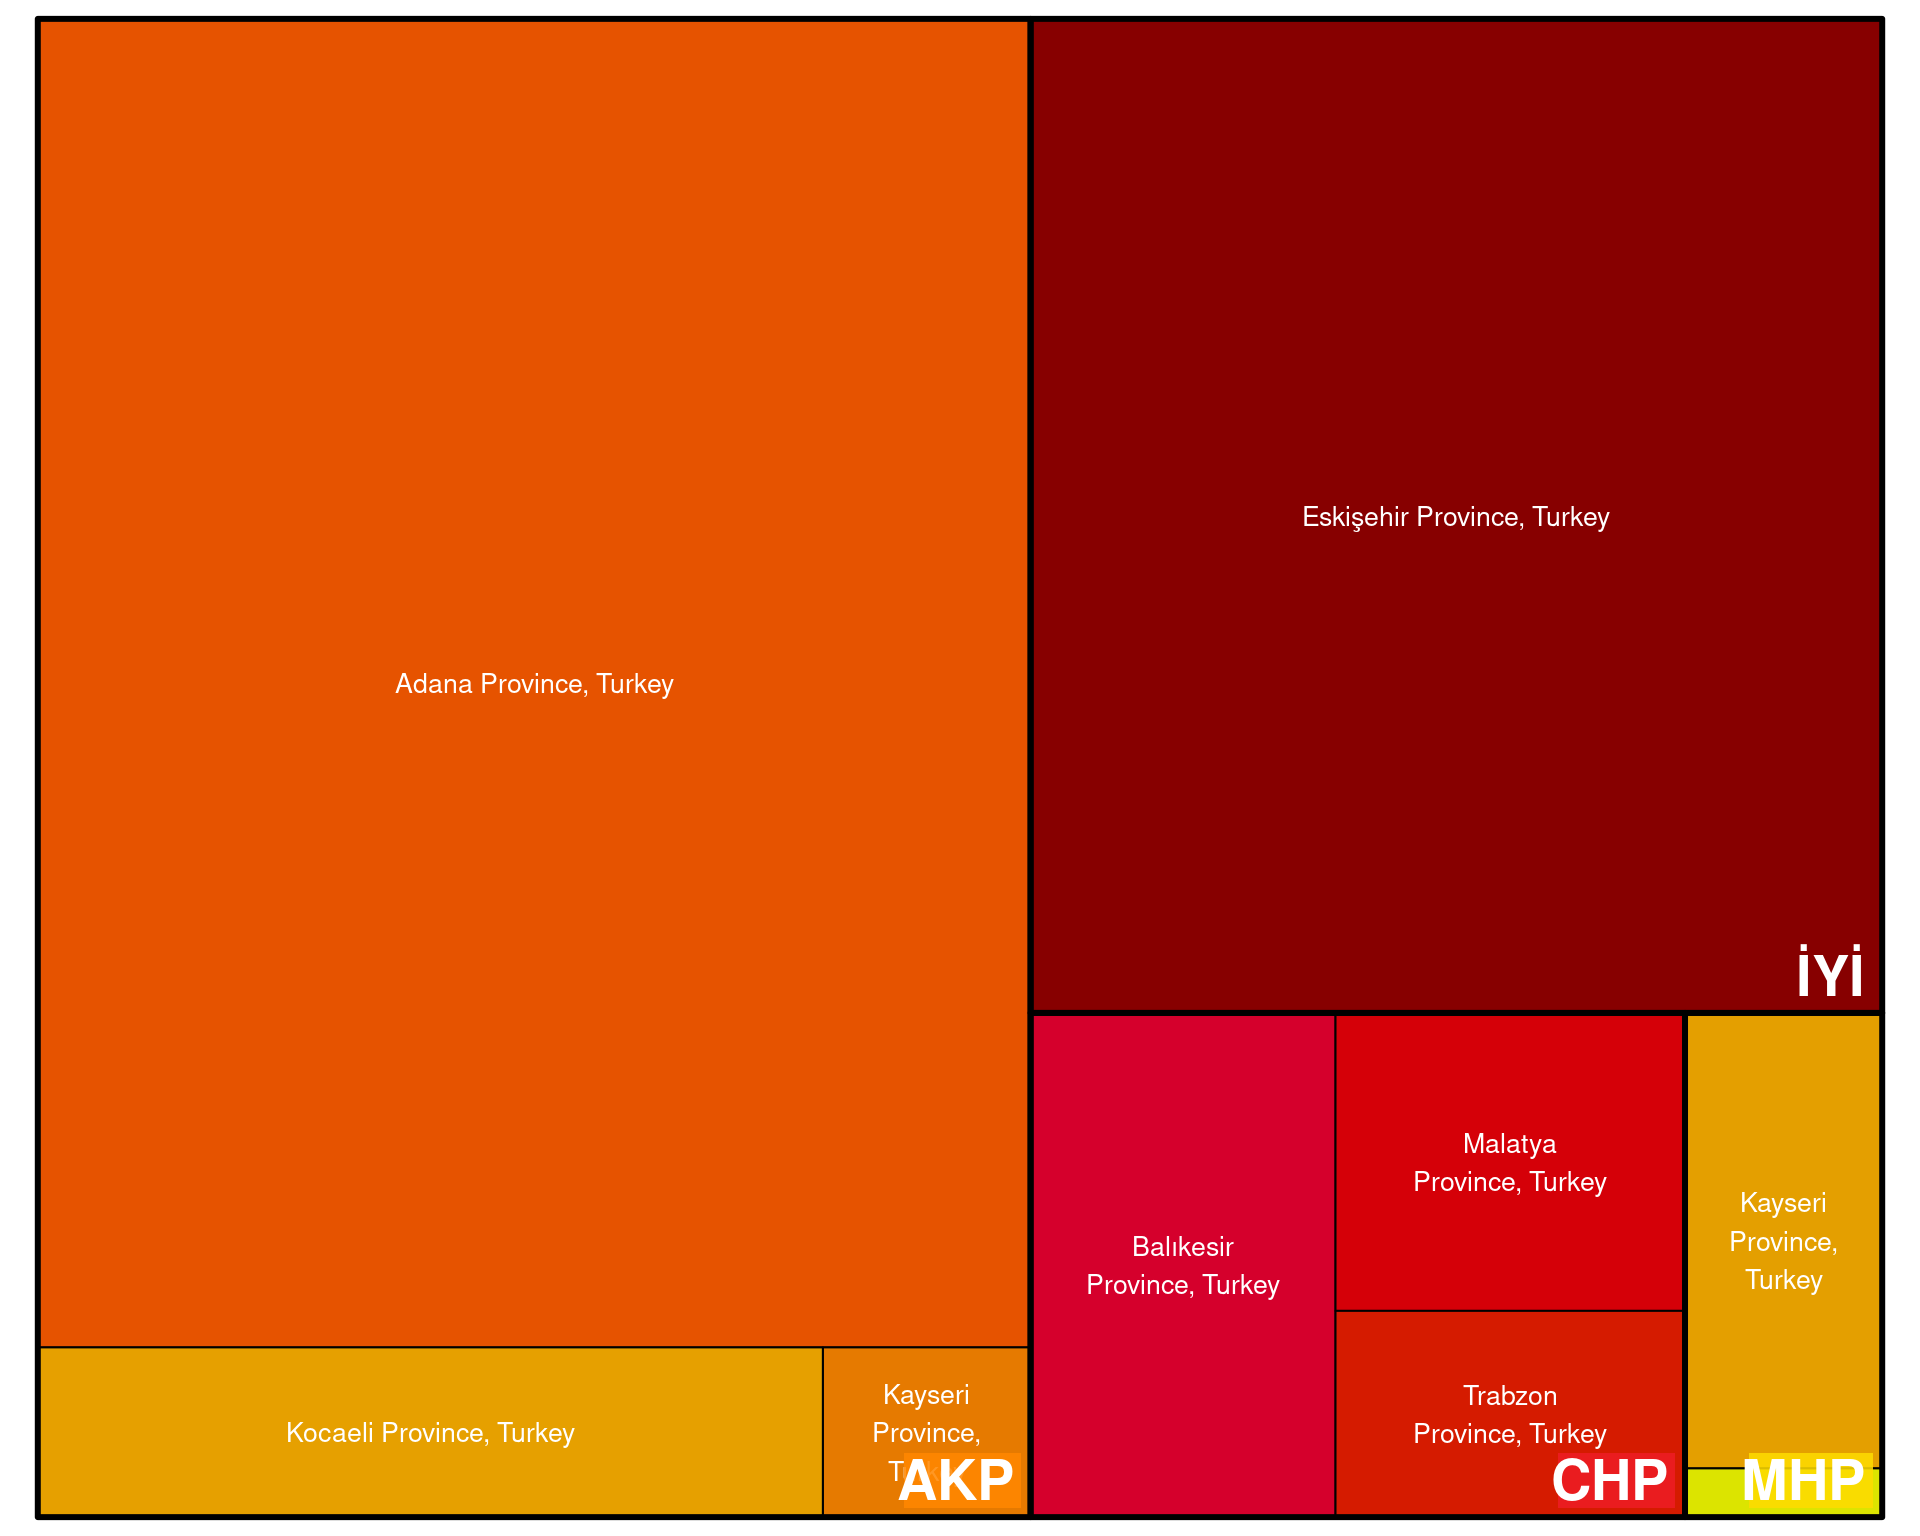 Adana Province, Turkey
Kocaeli Province, Turkey
Kayseri
Province,
AKP
Eskişehir Province, Turkey
İYİ
Balıkesir
Province, Turkey
Malatya
Province, Turkey
Trabzon
Province, Turkey
CHP
Kayseri
Province,
Turkey
MHP